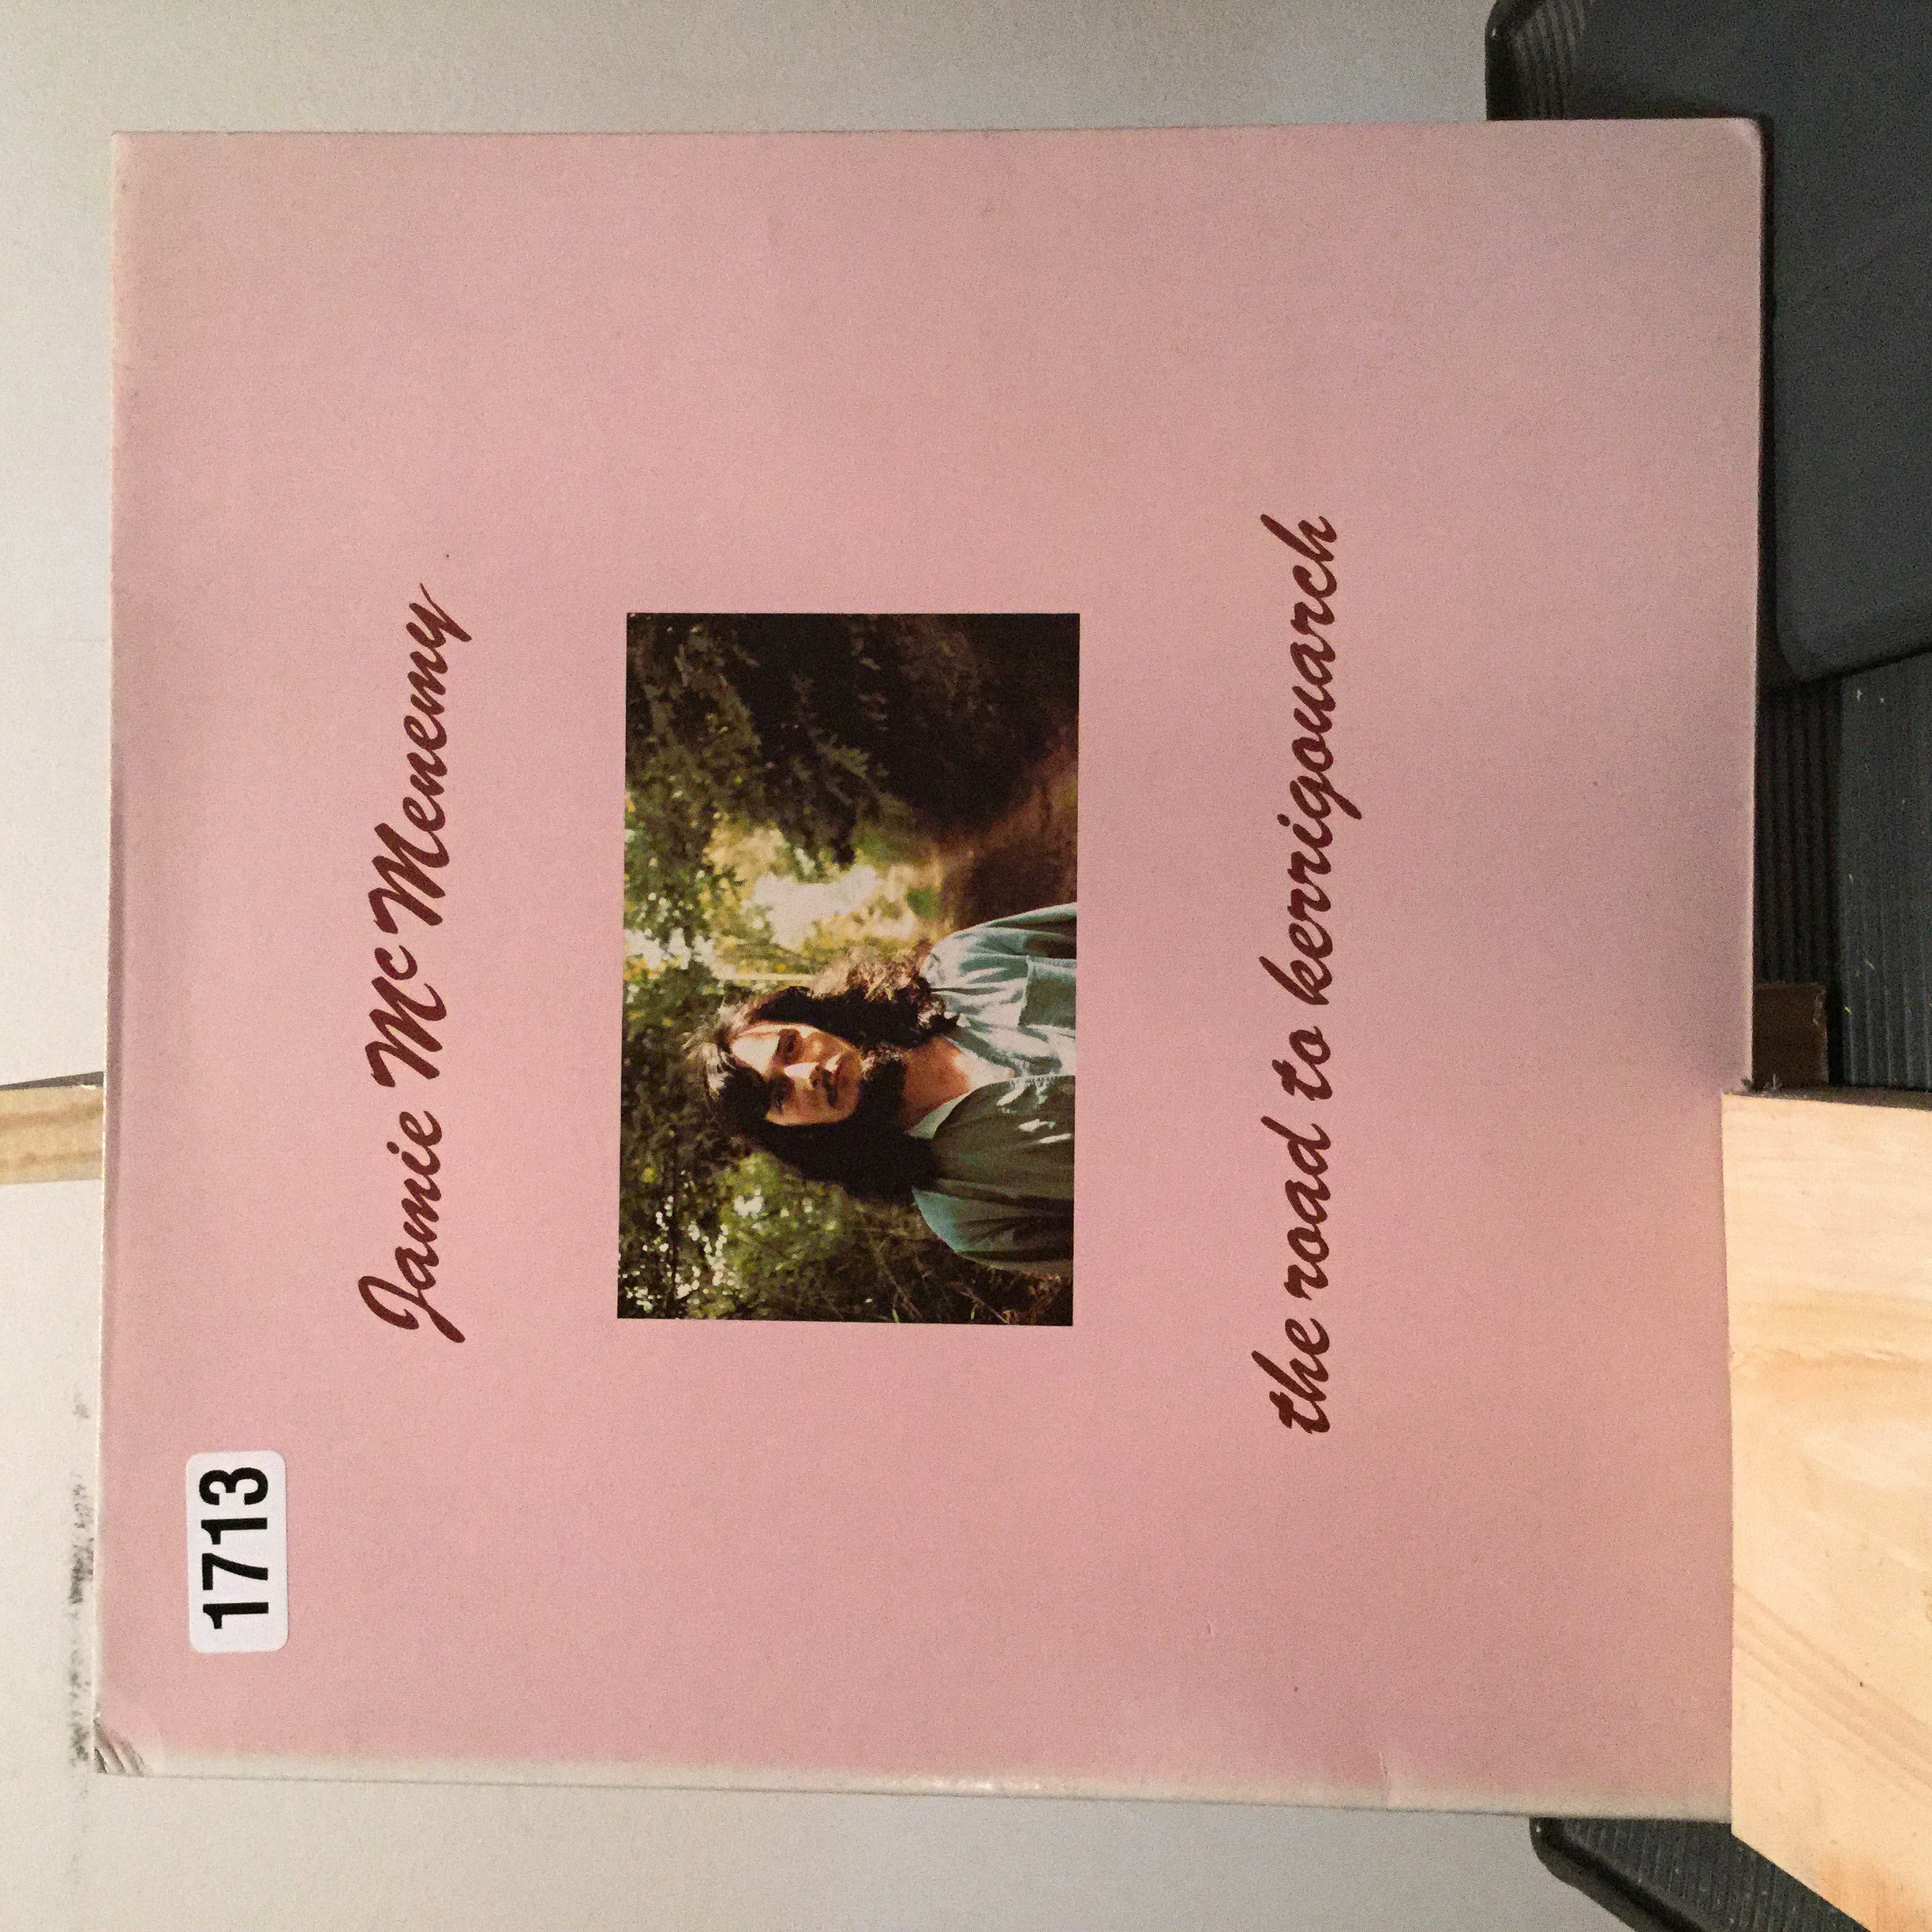 1713
Jamie McMenemy
the road to kerrigouarch